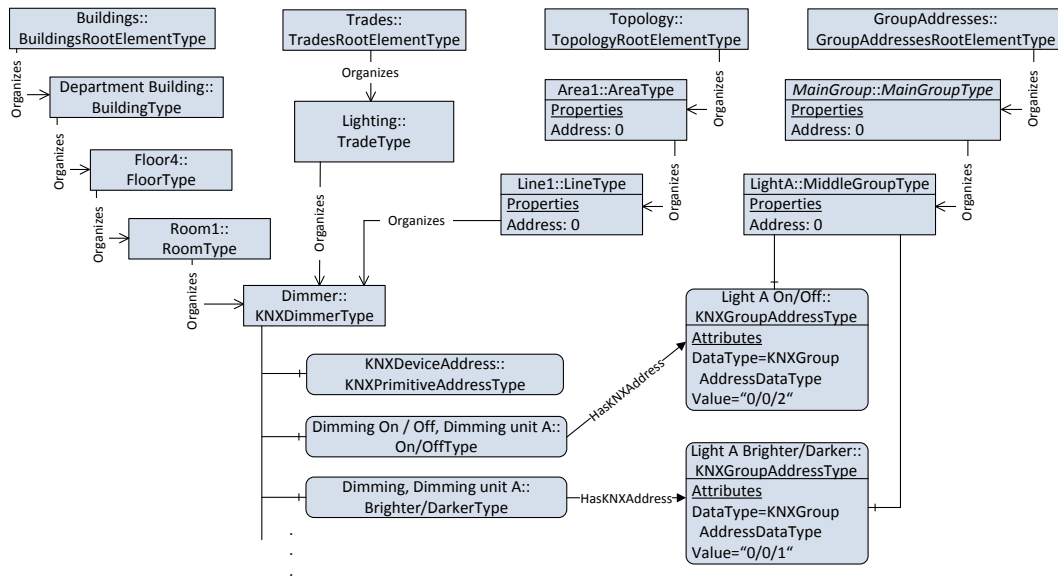 Buildings::
BuildingsRootElementType
Trades::
TradesRootElementType
Topology::
TopologyRootElementType
GroupAddresses::
GroupAddressesRootElementType
Organizes
Organizes
Organizes
Organizes
Department Building::
BuildingType
Lighting::
TradeType
Area1::AreaType
Properties
Address: 0
MainGroup::MainGroupType
Properties
Address: 0
Organizes
Organizes
Organizes
Floor4::
FloorType
Line1::LineType
Properties
Address: 0
LightA::MiddleGroupType
Properties
Address: 0
Organizes
Organizes
Organizes
Room1::
RoomType
Organizes
Dimmer::
KNXDimmerType
Light A On/Off::
KNXGroupAddressType
Attributes
DataType=KNXGroup
AddressDataType
Value=“0/0/2“
KNXDeviceAddress::
KNXPrimitiveAddressType
HasKNXAddress
Dimming On / Off, Dimming unit A::
On/OffType
Dimming, Dimming unit A::
Brighter/DarkerType
HasKNXAddress
Light A Brighter/Darker::
KNXGroupAddressType
Attributes
DataType=KNXGroup
AddressDataType
Value=“0/0/1“
.
.
.